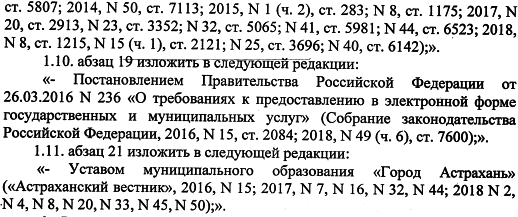 ст. 5807; 2014, N 50, ст. 7113; 2015, N 1 (ч. 2), ст. 283; N 8, ст. 1175; 2017, N
20, ст. 2913, N 23, ст. 3352; N 32, ст. 5065; N 41, ст. 5981; N 44, ст. 6523; 2018,
N 8, ст. 1215, N 15 (ч. 1), ст. 2121; N 25, ст. 3696; N 40, ст. 6142);».
1.10. абзац 19 изложить в следующей редакции:
«- Постановлением Правительства Российской Федерации от
26.03.2016 N 236 «О требованиях к предоставлению в электронной форме
государственных и муниципальных услуг» (Собрание законодательства
Российской Федерации, 2016, N 15, ст. 2084; 2018, N 49 (ч. 6), ст. 7600);».
1.11. абзац 21 изложить в следующей редакции:
«- Уставом муниципального образования «Город Астрахань»
(«Астраханский вестник», 2016, N 15; 2017, N 7, N 16, N 32, N 44; 2018 N 2,
N 4, N 8, N 20, N 33, N 45, N 50);».